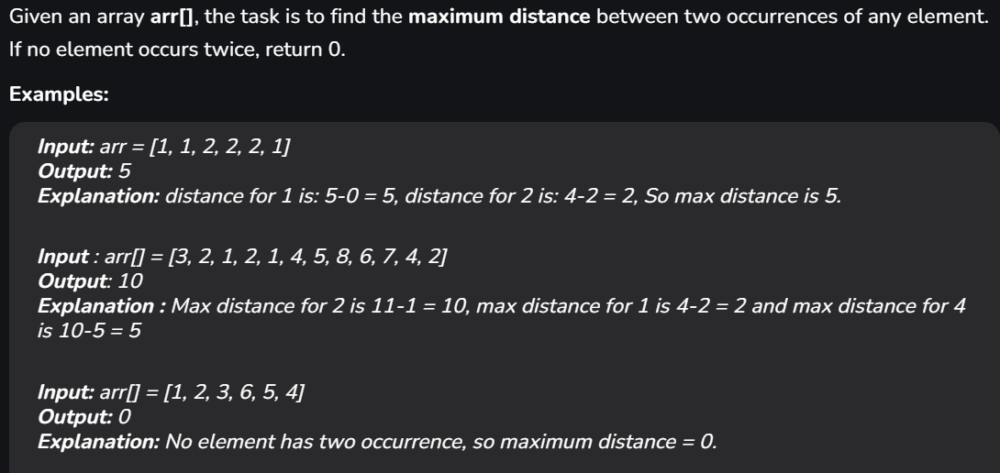 Given an array arr[], the task is to find the maximum distance between two occurrences of any element.
If no element occurs twice, return 0.
Examples:
Input: arr = [1, 1, 2, 2, 2, 1]
Output: 5
Explanation: distance for 1 is: 5-0 = 5, distance for 2 is: 4-2 = 2, So max distance is 5.
Input : arr[] = [3, 2, 1, 2, 1, 4, 5, 8, 6, 7, 4, 2]
Output: 10
Explanation : Max distance for 2 is 11-1 = 10, max distance for 1 is 4-2 = 2 and max distance for 4
is 10-5 = 5
Input: arr[] = [1, 2, 3, 6, 5, 4]
Output: 0
Explanation: No element has two occurrence, so maximum distance = 0.